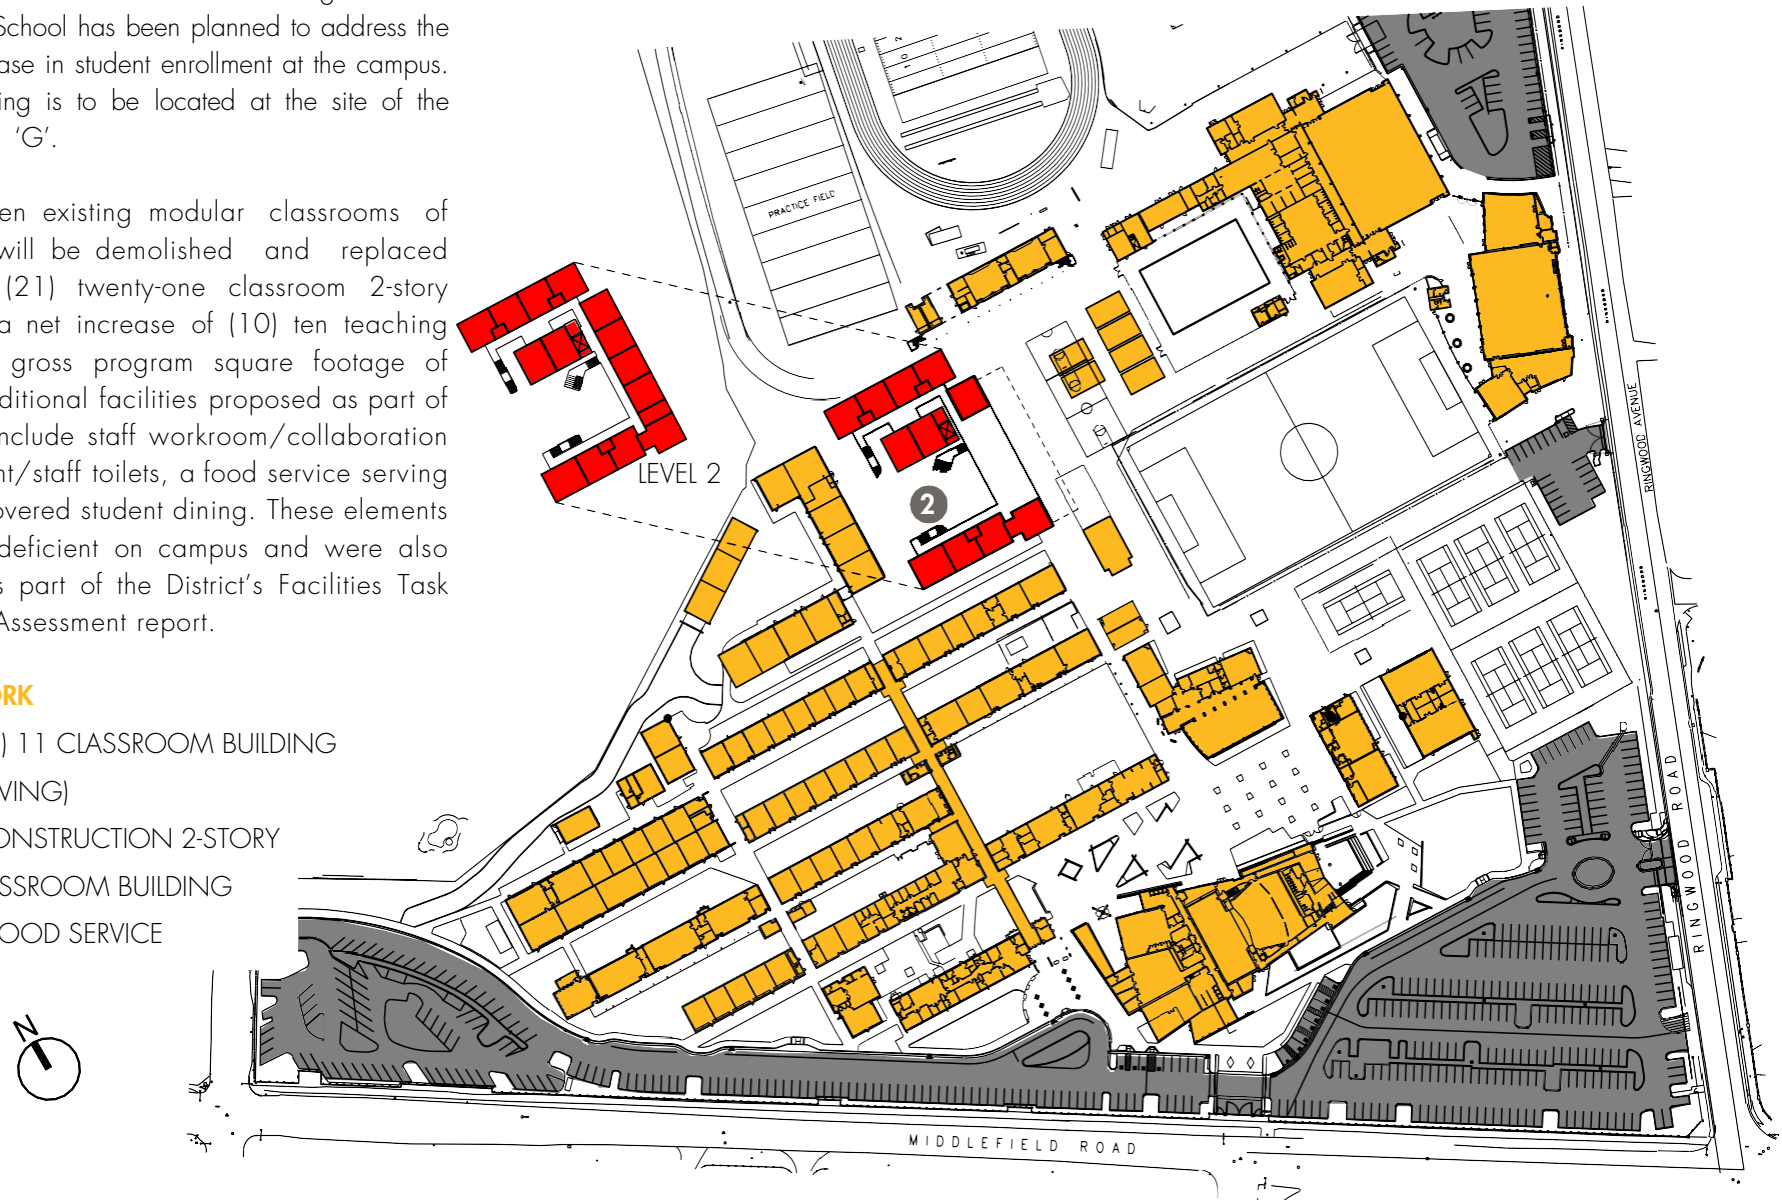 School has been planned to address the
ase in student enrollment at the campus.
ing is to be located at the site of the
‘G’.
en existing modular classrooms of
will be demolished and replaced
(21) twenty-one classroom 2-story
a net increase of (10) ten teaching
gross program square footage of
ditional facilities proposed as part of
nclude staff workroom/collaboration
nt/staff toilets, a food service serving
overed student dining. These elements
deficient on campus and were also
s part of the District’s Facilities Task
Assessment report.
ORK
) 11 CLASSROOM BUILDING
WING)
ONSTRUCTION 2-STORY
ASSROOM BUILDING
OOD SERVICE
N
PRACTICE FIELD
LEVEL 2
2
RINGWOOD AVENUE
RINGWOOD ROAD
MIDDLEFIELD ROAD